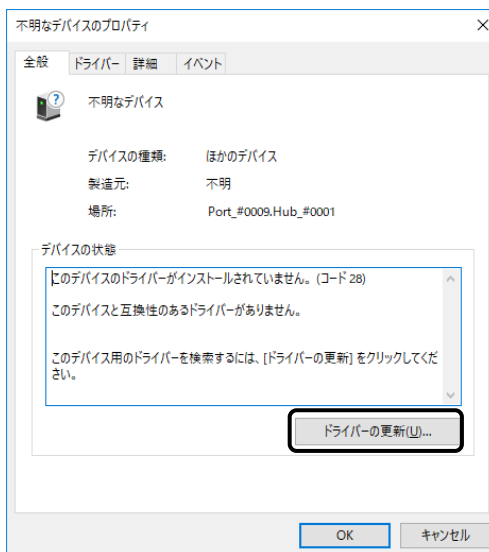 不明なデバイスのプロパティ
全般 ドライバー 詳細 イベント
不明なデバイス
デバイスの種類: ほかのデバイス
製造元: 不明
場所: Port_#0009.Hub_#0001
デバイスの状態
このデバイスのドライバーがインストールされていません。(コード 28)
このデバイスと互換性のあるドライバーがありません。
このデバイス用のドライバーを検索するには、[ドライバーの更新] をクリックしてくだ
さい。
ドライバーの更新(U)...
OK キャンセル